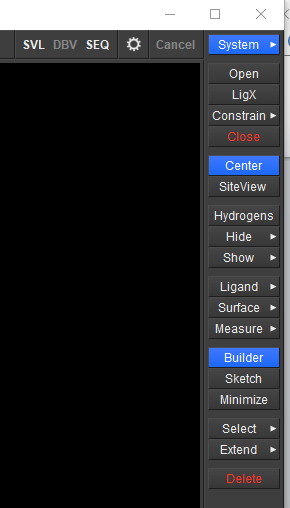 SVL DBV SEQ Cancel System
Open
LigX
Constrain
Close
Center
SiteView
Hydrogens
Hide
Show
Ligand
Surface
Measure
Builder
Sketch
Minimize
Select
Extend
Delete